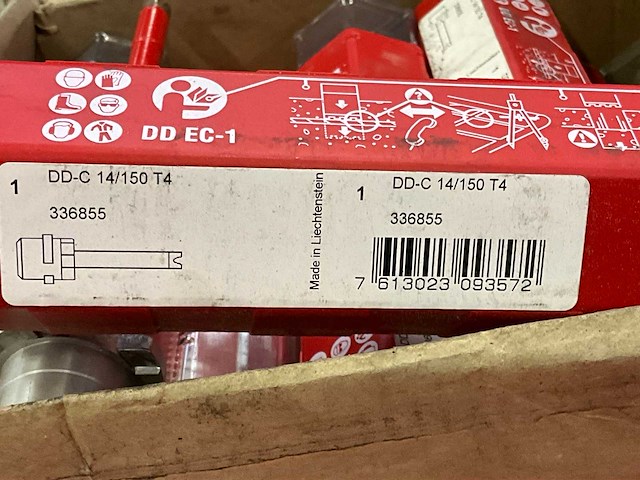 DD EC-1
1
DD-C 14/150 T4
336855
Made in Liechtenstein
1
DD-C 14/150 T4
336855
7 613023 093572